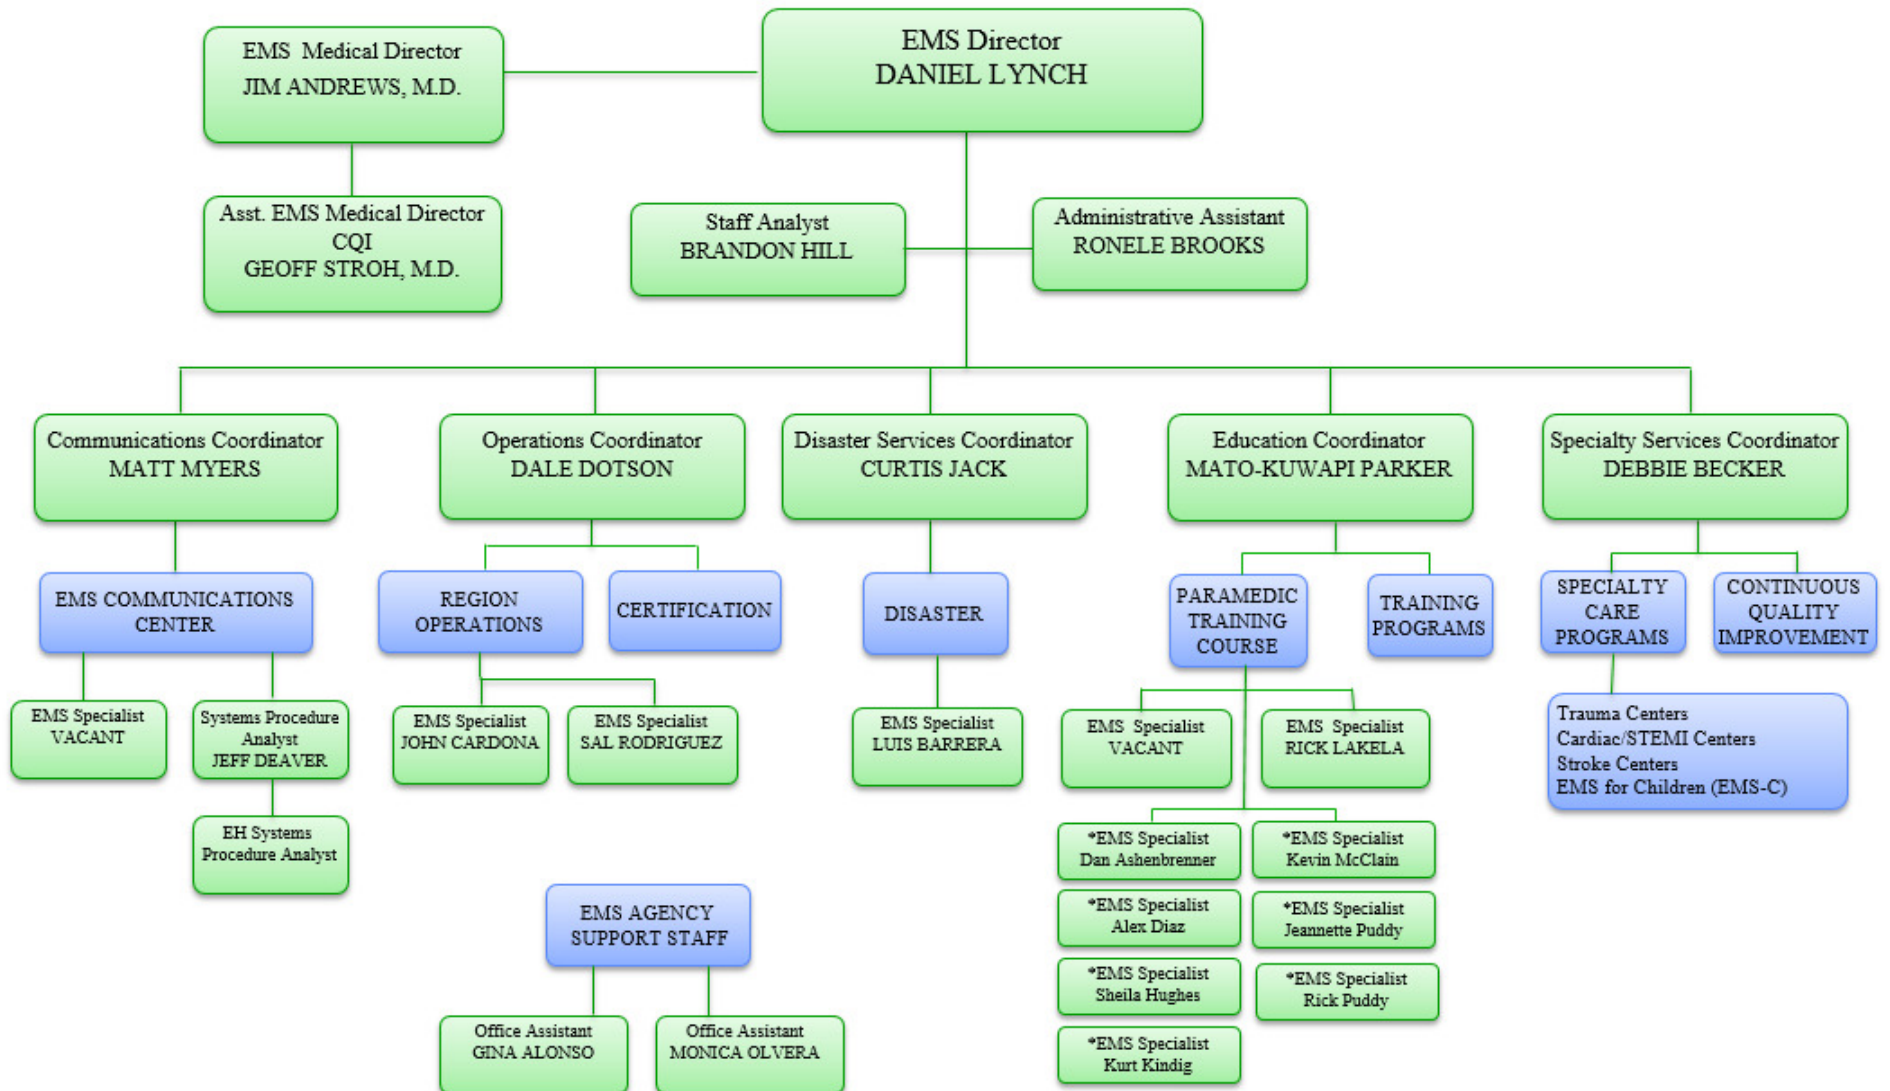 EMS Medical Director
JIM ANDREWS, M.D.
EMS Director
DANIEL LYNCH
Asst. EMS Medical Director
CQI
GEOFF STROH, M.D.
Staff Analyst
BRANDON HILL
Administrative Assistant
RONELE BROOKS
Communications Coordinator
MATT MYERS
Operations Coordinator
DALE DOTSON
Disaster Services Coordinator
CURTIS JACK
Education Coordinator
MATO-KUWAPI PARKER
Specialty Services Coordinator
DEBBIE BECKER
EMS COMMUNICATIONS
CENTER
REGION
OPERATIONS
CERTIFICATION
DISASTER
PARAMEDIC
TRAINING
COURSE
TRAINING
PROGRAMS
SPECIALTY
CARE
PROGRAMS
CONTINUOUS
QUALITY
IMPROVEMENT
EMS Specialist
VACANT
Systems Procedure
Analyst
JEFF DEAVER
EMS Specialist
JOHN CARDONA
EMS Specialist
SAL RODRIGUEZ
EMS Specialist
LUIS BARRERA
EMS Specialist
VACANT
EMS Specialist
RICK LAKELA
Trauma Centers
Cardiac/STEMI Centers
Stroke Centers
EMS for Children (EMS-C)
EH Systems
Procedure Analyst
*EMS Specialist
Dan Ashenbrenner
*EMS Specialist
Kevin McClain
*EMS Specialist
Alex Diaz
*EMS Specialist
Jeannette Puddy
*EMS Specialist
Sheila Hughes
*EMS Specialist
Rick Puddy
*EMS Specialist
Kurt Kindig
EMS AGENCY
SUPPORT STAFF
Office Assistant
GINA ALONSO
Office Assistant
MONICA OLVERA